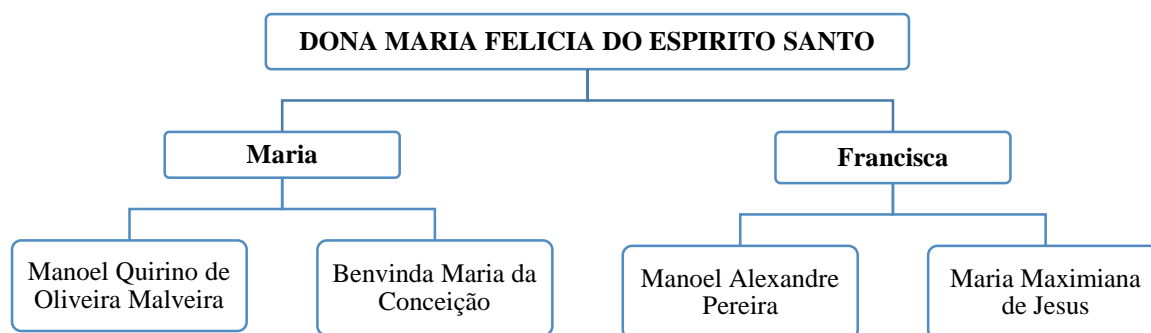 DONA MARIA FELICIA DO ESPIRITO SANTO
Maria
Francisca
Manoel Quirino de
Oliveira Malveira
Benvinda Maria da
Conceição
Manoel Alexandre
Pereira
Maria Maximiana
de Jesus